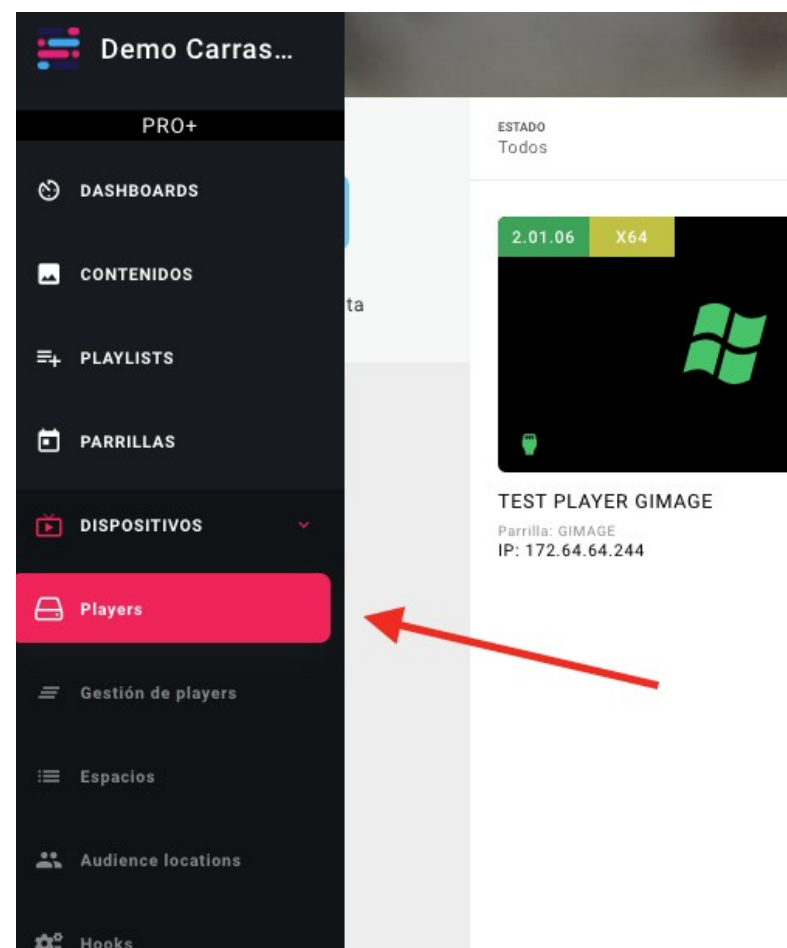 Demo Carras...
PRO+
DASHBOARDS
CONTENIDOS
PLAYLISTS
PARRILLAS
DISPOSITIVOS
Players
Gestión de players
Espacios
Audience locations
Hooks
ta
ESTADO
Todos
2.01.06 X64
TEST PLAYER GIMAGE
Parrilla: GIMAGE
IP: 172.64.64.244